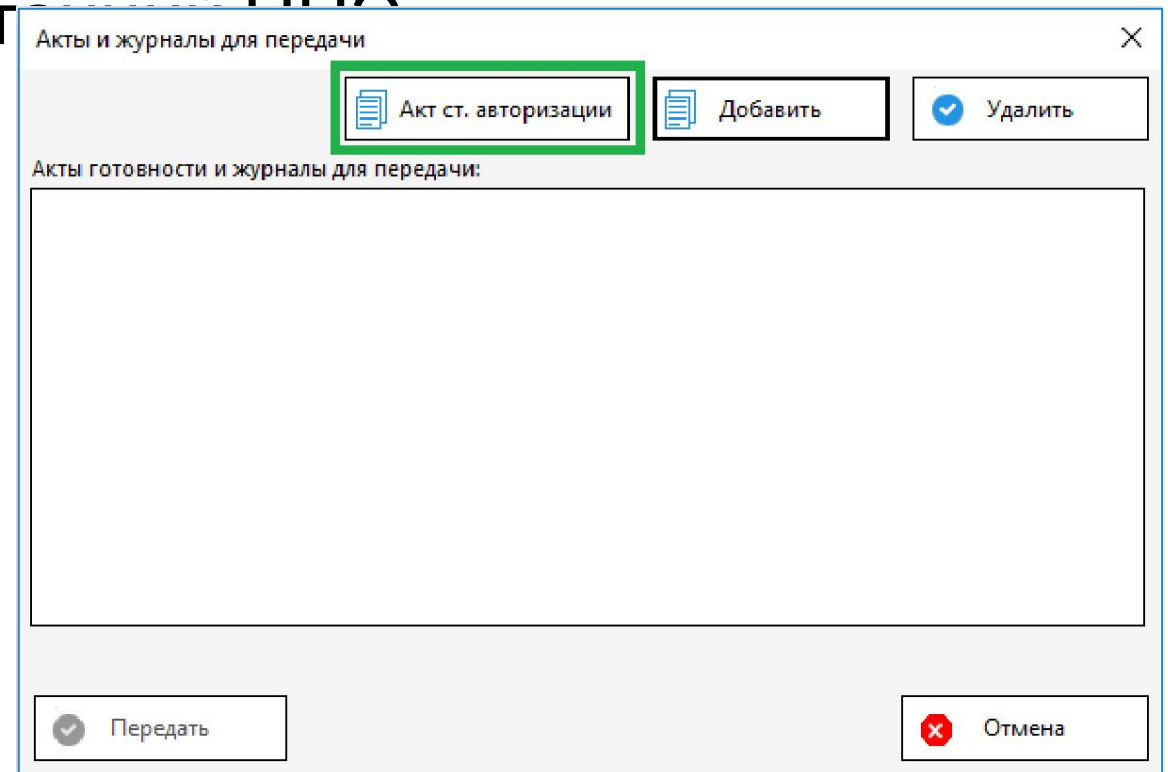 Акты и журналы для передачи
Акт ст. авторизации Добавить Удалить
Акты готовности и журналы для передачи:
Передать Отмена